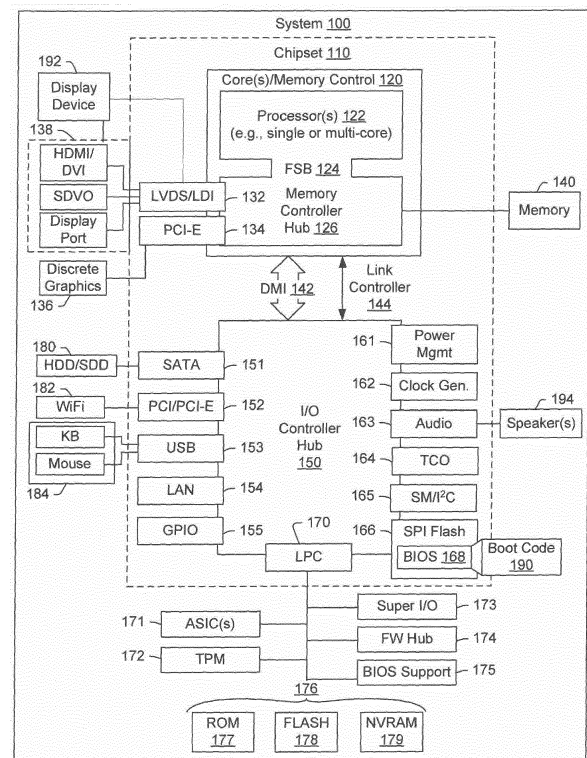 System 100
Chipset 110
192
Core(s)/Memory Control 120
Display
Device
Processor(s) 122
(e.g., single or multi-core)
138
HDMI/
DVI
FSB 124
SDVO
LVDS/LDI
132
Memory
Controller
Hub 126
140
Memory
Display
Port
PCI-E
134
Discrete
Graphics
136
DMI 142
Link
Controller
144
161
Power
Mgmt
180
HDD/SDD
SATA
151
162
Clock Gen.
182
WiFi
PCI/PCI-E
152
I/O
Controller
Hub
150
163
Audio
194
Speaker(s)
KB
Mouse
184
USB
153
164
TCO
LAN
154
165
SM/I²C
GPIO
155
170
LPC
166
SPI Flash
BIOS 168
Boot Code
190
171
ASIC(s)
Super I/O
173
172
TPM
FW Hub
174
BIOS Support
175
176
ROM
177
FLASH
178
NVRAM
179